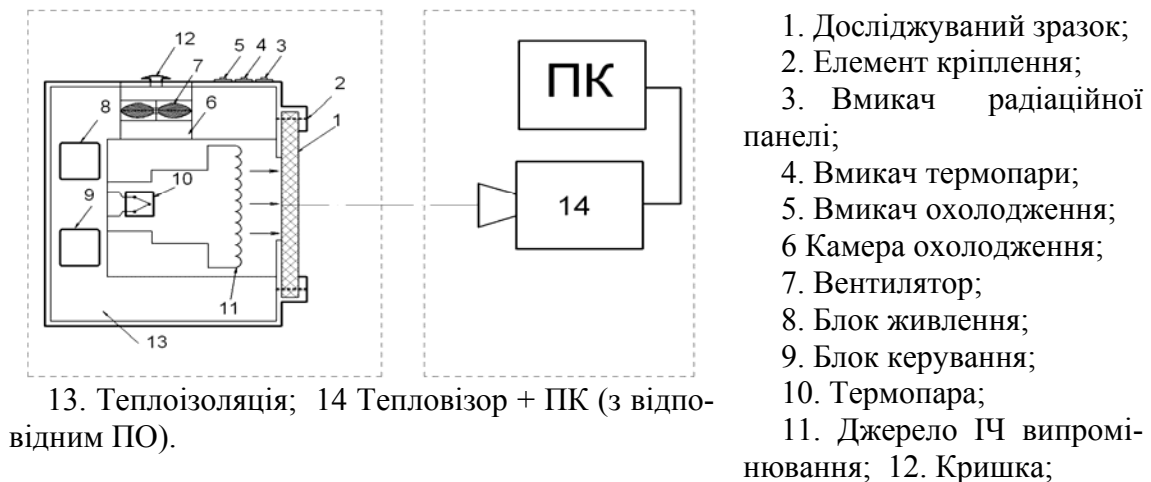 12
5
4
3
7
6
8
2
1
10
9
11
13
ПК
14
1. Досліджуваний зразок;
2. Елемент кріплення;
3. Вмикач радіаційної
панелі;
4. Вмикач термопари;
5. Вмикач охолодження;
6 Камера охолодження;
7. Вентилятор;
8. Блок живлення;
9. Блок керування;
10. Термопара;
11. Джерело ІЧ випромі-
нювання; 12. Кришка;
13. Теплоізоляція; 14 Тепловізор + ПК (з відпо-
відним ПО).